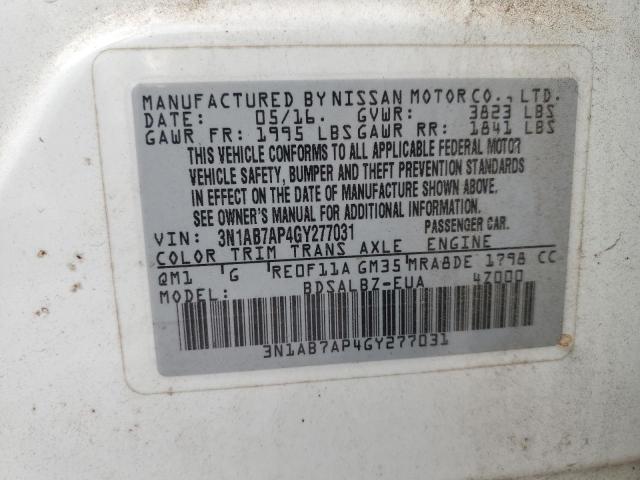 MANUFACTURED BY NISSAN MOTOR CO., LTD.
DATE: 05/16. GVWR: 3823 LBS
GAWR FR: 1995 LBS GAWR RR: 1841 LBS
THIS VEHICLE CONFORMS TO ALL APPLICABLE FEDERAL MOTOR
VEHICLE SAFETY, BUMPER AND THEFT PREVENTION STANDARDS
IN EFFECT ON THE DATE OF MANUFACTURE SHOWN ABOVE.
SEE OWNER'S MANUAL FOR ADDITIONAL INFORMATION.
VIN: 3N1AB7AP4GY277031 PASSENGER CAR.
COLOR TRIM TRANS AXLE ENGINE
QM1 G RE0F11A GM35 MRA8DE 1798 CC
MODEL: BDSALBZ-EUA 4Z000
3N1AB7AP4GY277031